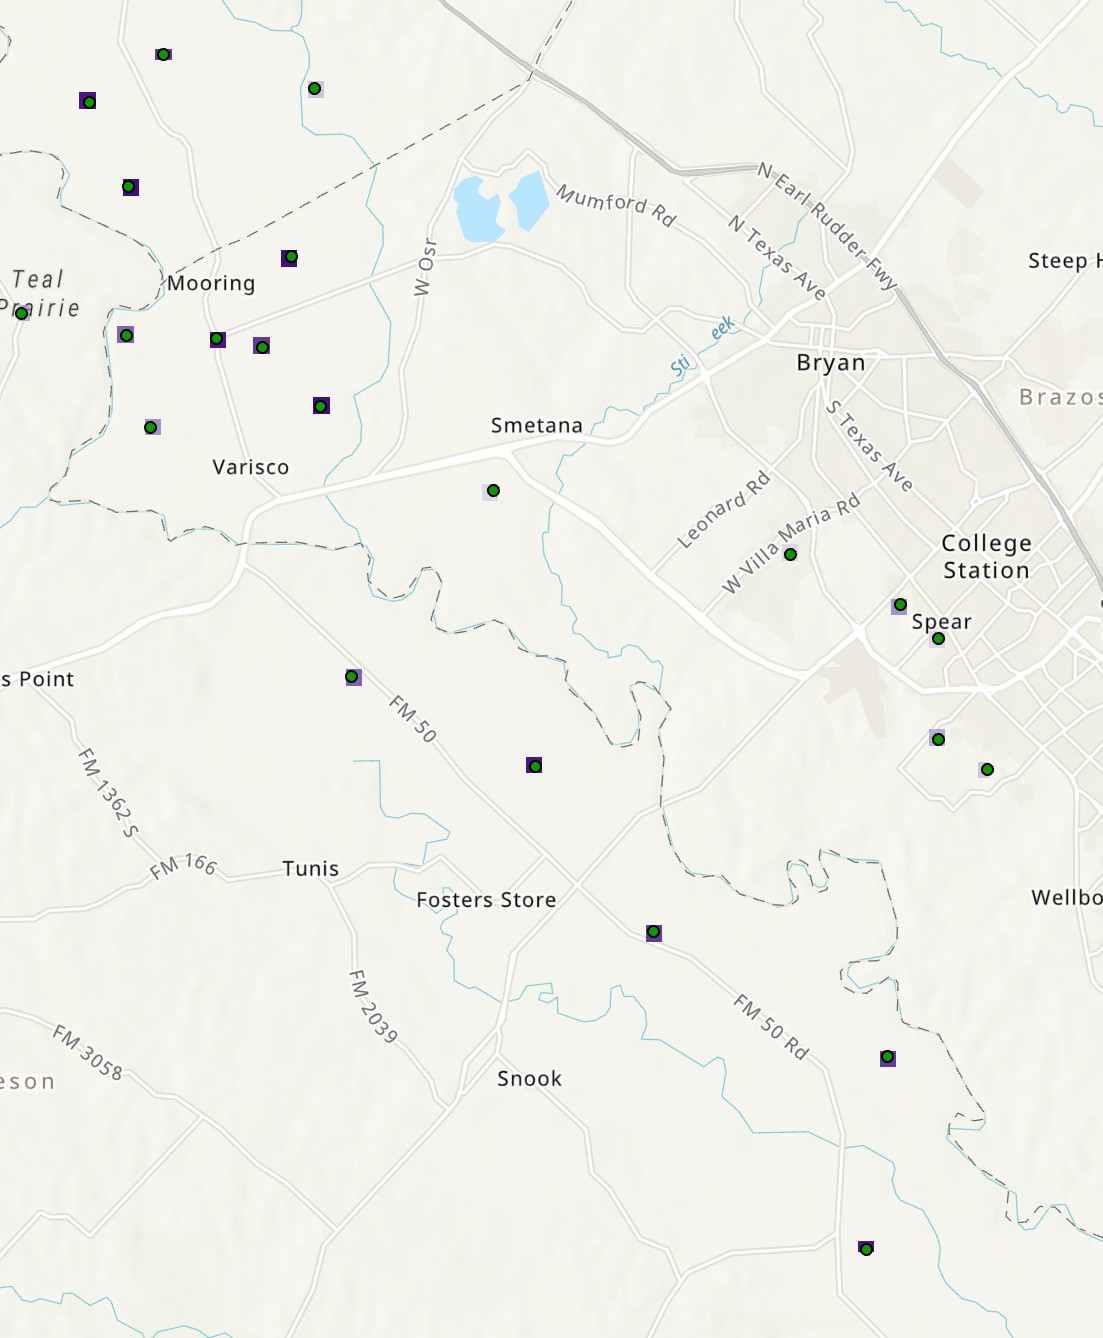 N Earl Rudder Fwy
Mumford Rd
N Texas Ave
W Osr
Steep H
Teal
Prairie
Mooring
Sti
eek
Bryan
Brazos
S Texas Ave
Smetana
Varisco
Leonard Rd
W Villa Maria Rd
College
Station
Spear
s Point
FM 50
FM 1362 S
FM 166
Tunis
Fosters Store
Wellbo
FM 2039
FM 50 Rd
FM 3058
eson
Snook